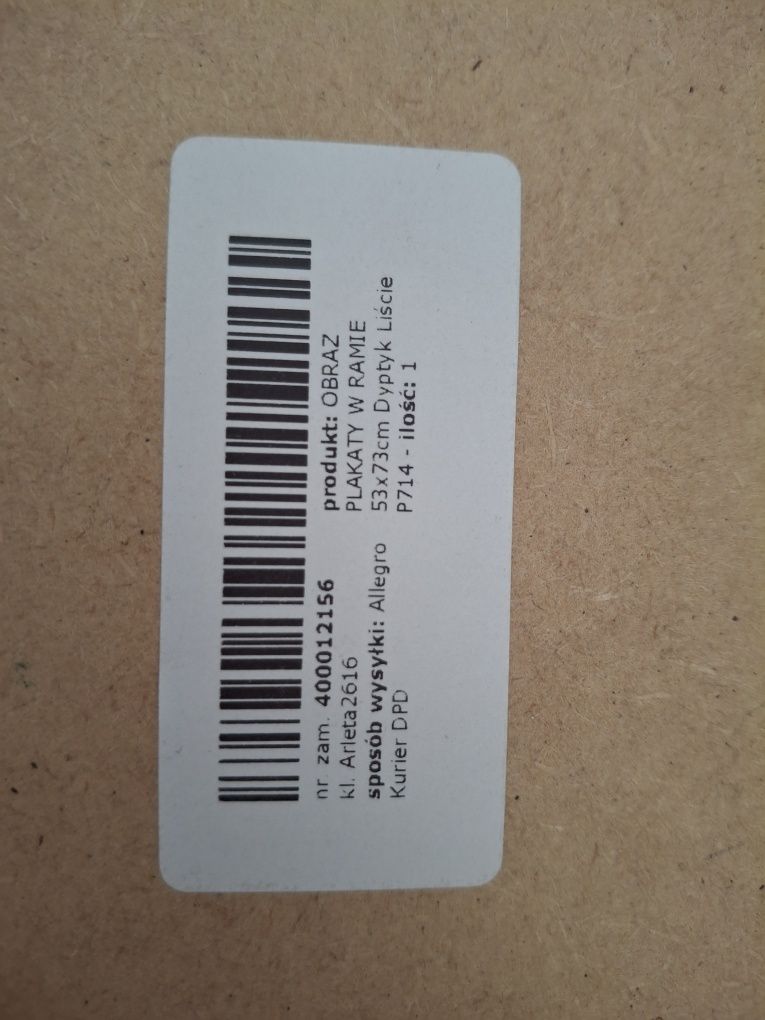 nr. zam. 400012156
kl. Arleta2616
sposób wysyłki: Allegro
Kurier DPD
produkt: OBRAZ
PLAKATY W RAMIE
53x73cm Dyptyk Liście
P714 - ilość: 1